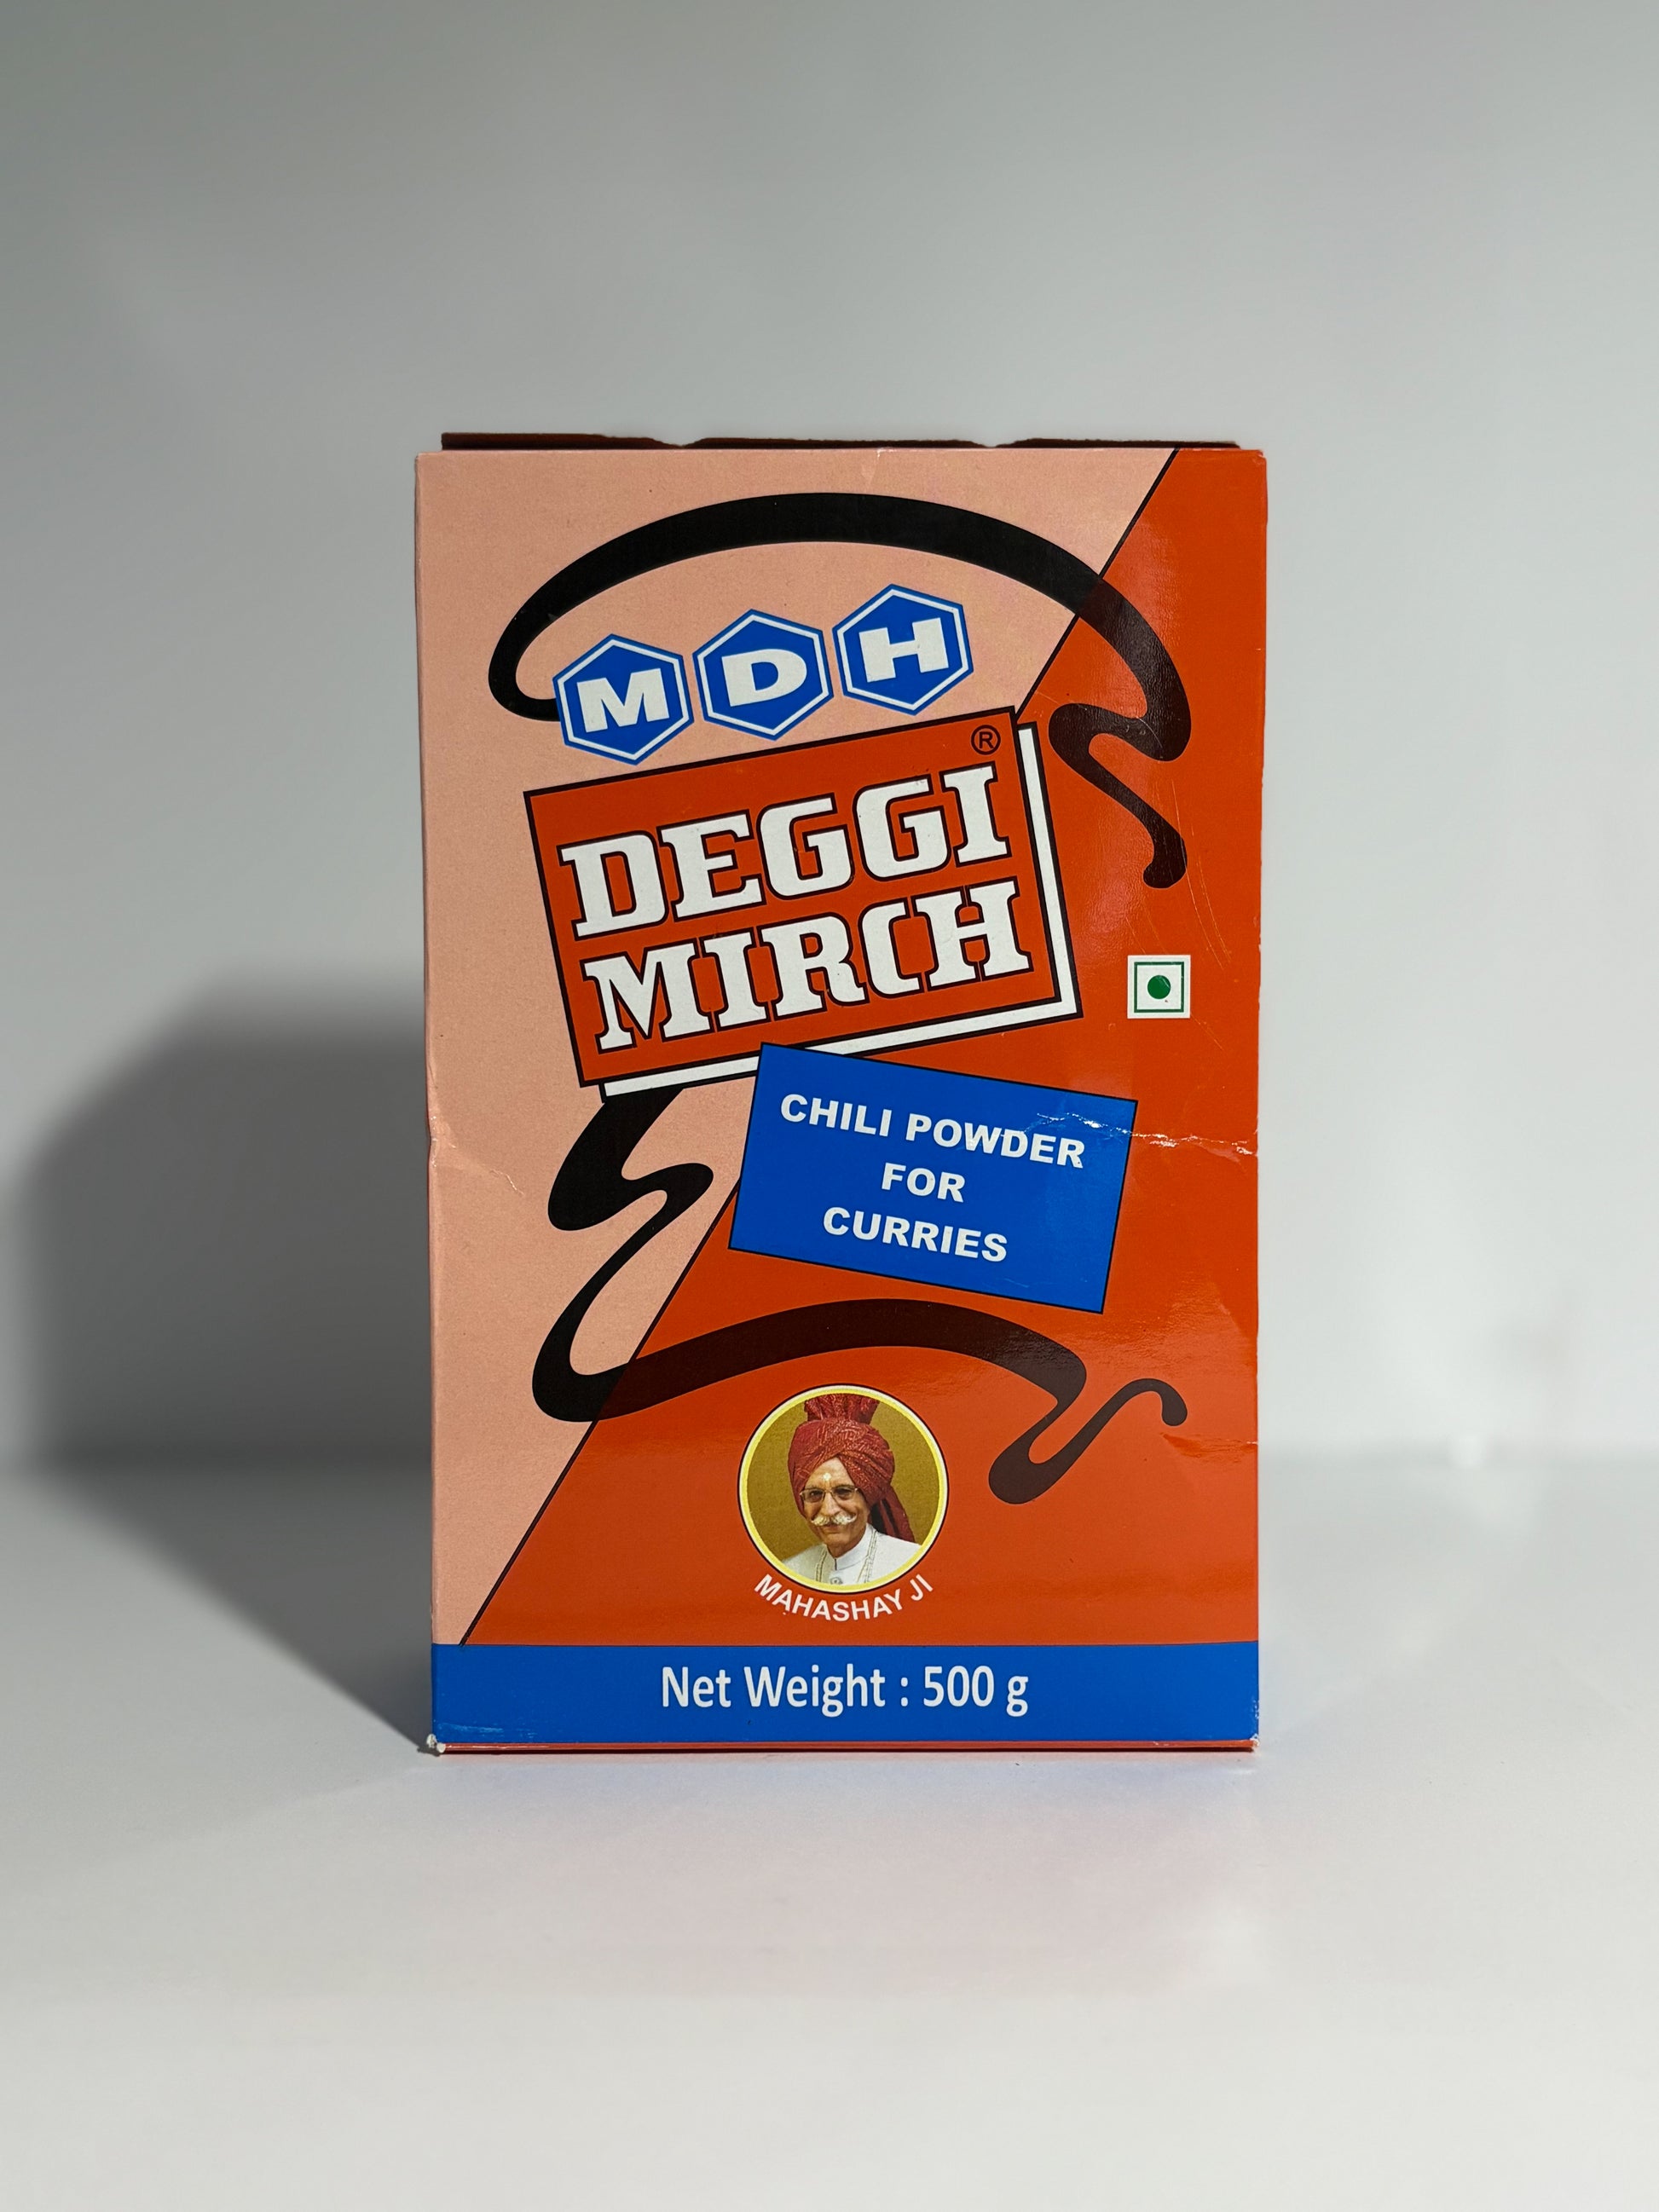 MDH
DEGGI ®
MIRCH
CHILI POWDER
FOR
CURRIES
MAHASHAY JI
Net Weight : 500 g